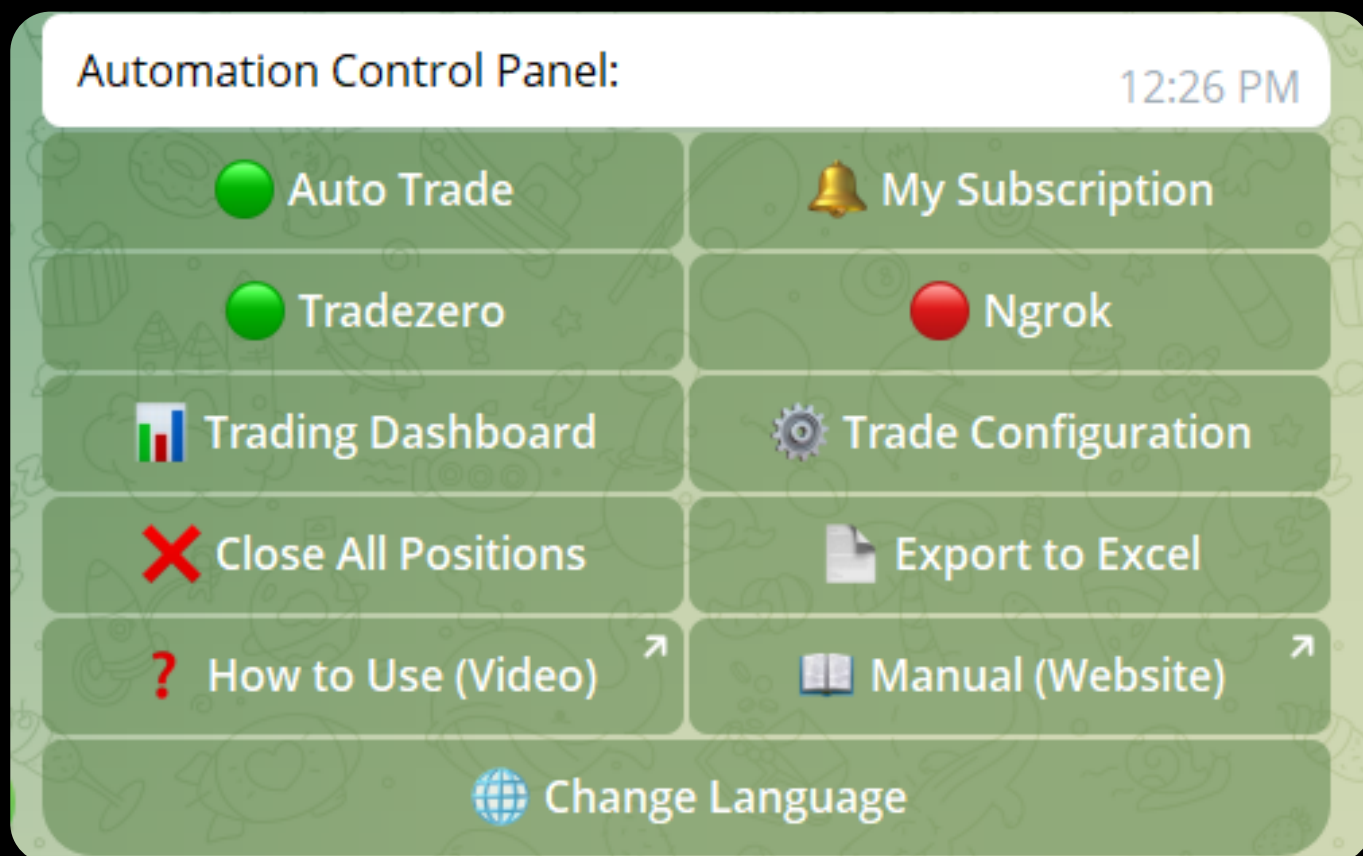 Automation Control Panel:
12:26 PM
Auto Trade
My Subscription
Tradezero
Ngrok
Trading Dashboard
Trade Configuration
Close All Positions
Export to Excel
How to Use (Video)
Manual (Website)
Change Language